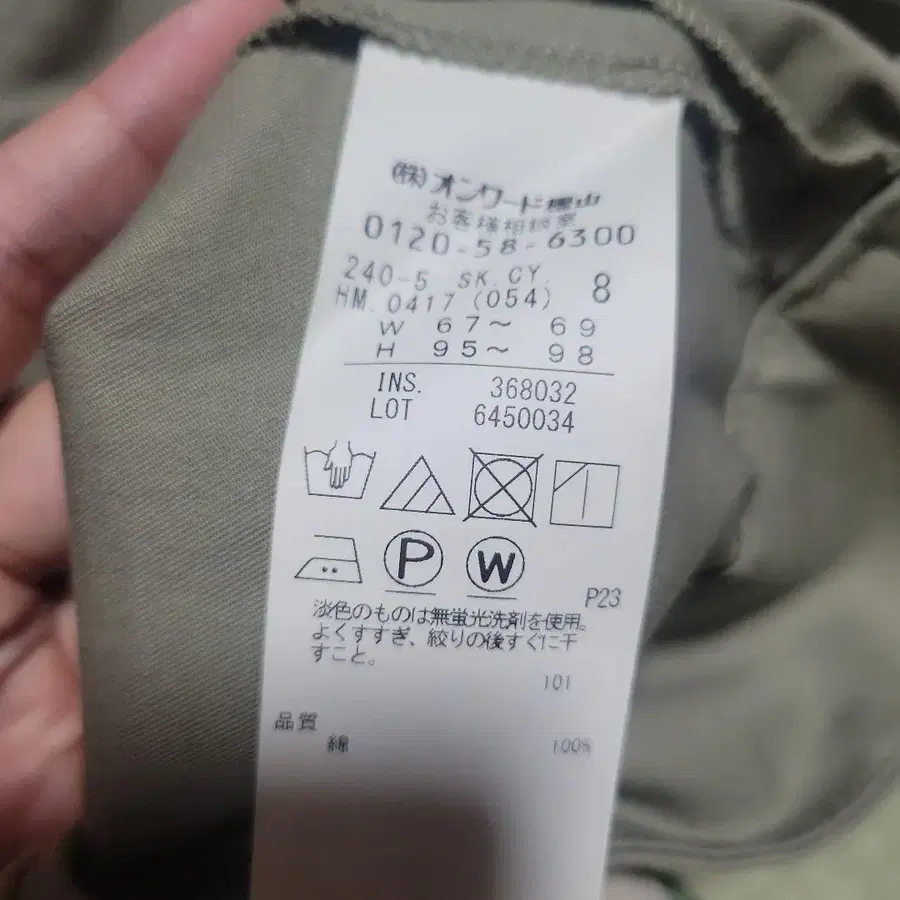 (株)オンワード樫山
お客様相談室
0120-58-6300
240-5 SK.CY. 8
HM.0417(054)
W 67〜 69
H 95〜 98
INS. 368032
LOT 6450034
P W
P23
淡色のものは無蛍光洗剤を使用。
よくすすぎ、絞りの後すぐに干
すこと。
101
品質
綿 100%